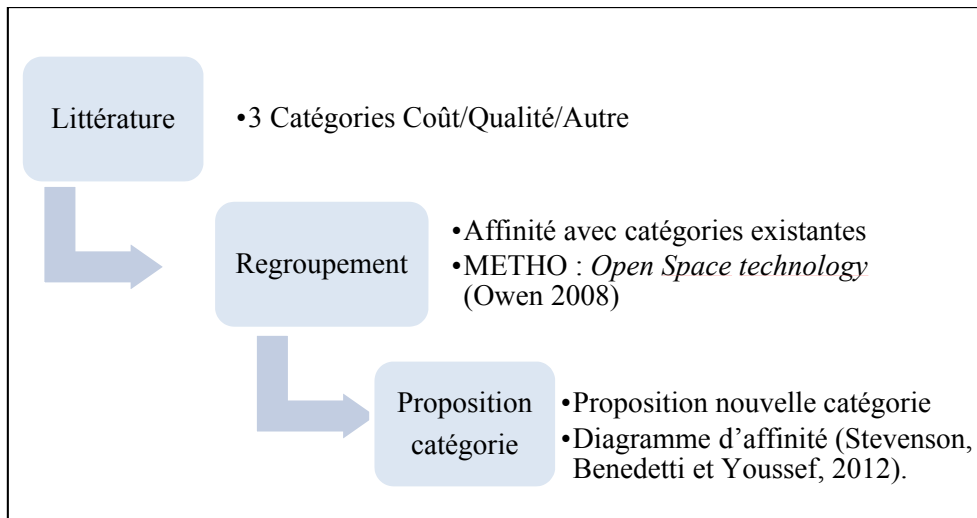 Littérature
•3 Catégories Coût/Qualité/Autre
Regroupement
•Affinité avec catégories existantes
•METHO : Open Space technology
(Owen 2008)
Proposition
catégorie
•Proposition nouvelle catégorie
•Diagramme d’affinité (Stevenson,
Benedetti et Youssef, 2012).